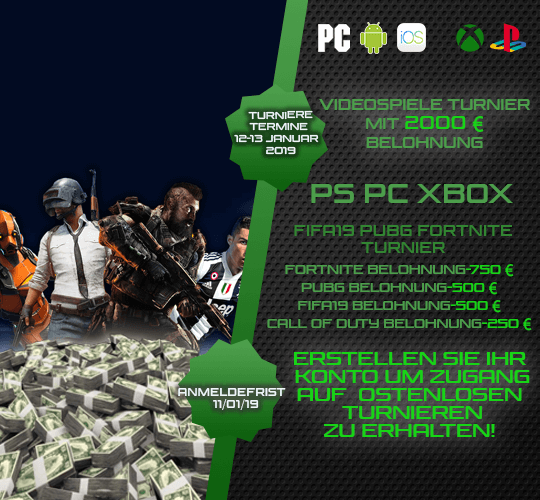 PC
iOS
TURNIERE
TERMINE
12-13 JANUAR
2019
VIDEOSPIELE TURNIER
MIT 2000 €
BELOHNUNG
PS PC XBOX
FIFA19 PUBG FORTNITE
TURNIER
FORTNITE BELOHNUNG-750 €
PUBG BELOHNUNG-500 €
FIFA19 BELOHNUNG-500 €
CALL OF DUTY BELOHNUNG-250 €
ANMELDEFRIST
11/01/19
ERSTELLEN SIE IHR
KONTO UM ZUGANG
AUF OSTENLOSEN
TURNIEREN
ZU ERHALTEN!